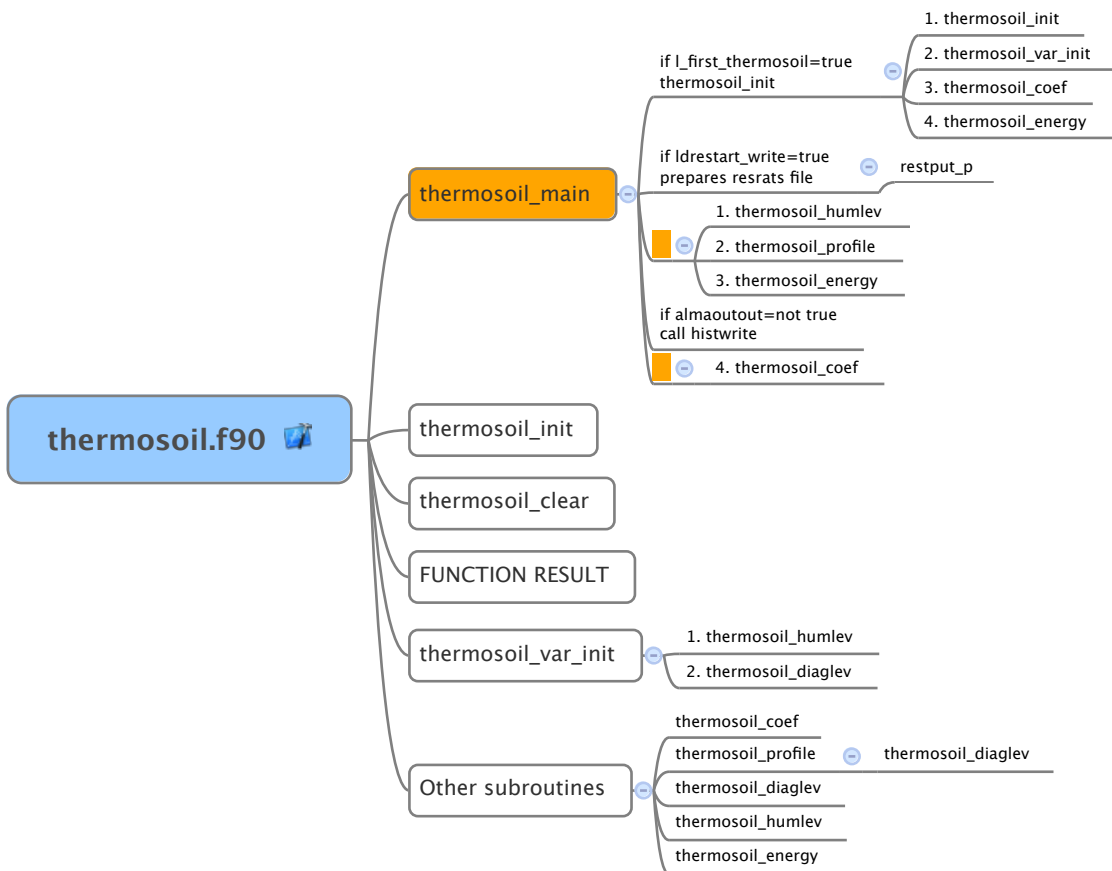 thermosoil.f90
thermosoil_main
if l_first_thermosoil=true
thermosoil_init
1. thermosoil_init
2. thermosoil_var_init
3. thermosoil_coef
4. thermosoil_energy
if ldrestart_write=true
prepares resrats file
restput_p
1. thermosoil_humlev
2. thermosoil_profile
3. thermosoil_energy
if almaoutout=not true
call histwrite
4. thermosoil_coef
thermosoil_init
thermosoil_clear
FUNCTION RESULT
thermosoil_var_init
1. thermosoil_humlev
2. thermosoil_diaglev
Other subroutines
thermosoil_coef
thermosoil_profile
thermosoil_diaglev
thermosoil_diaglev
thermosoil_humlev
thermosoil_energy